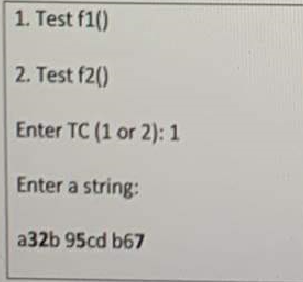 1. Test f1()
2. Test f2()
Enter TC (1 or 2): 1
Enter a string:
a32b 95cd b67